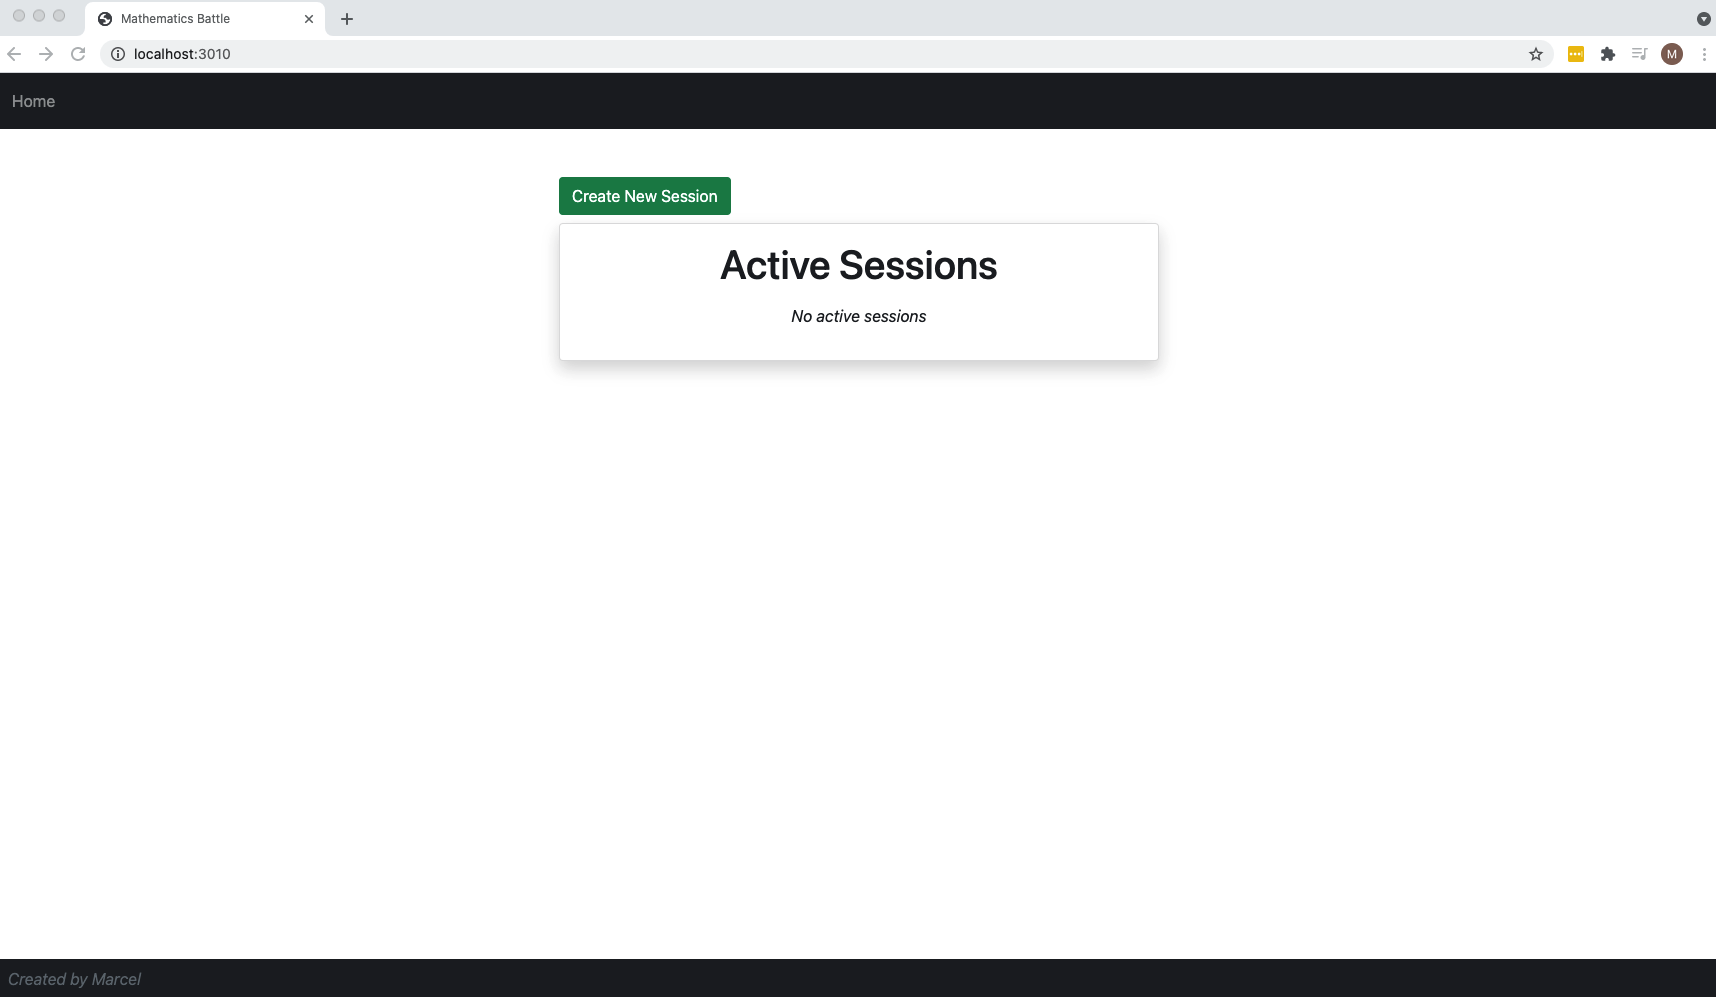 Mathematics Battle
localhost:3010
M
Home
Create New Session
Active Sessions
No active sessions
Created by Marcel